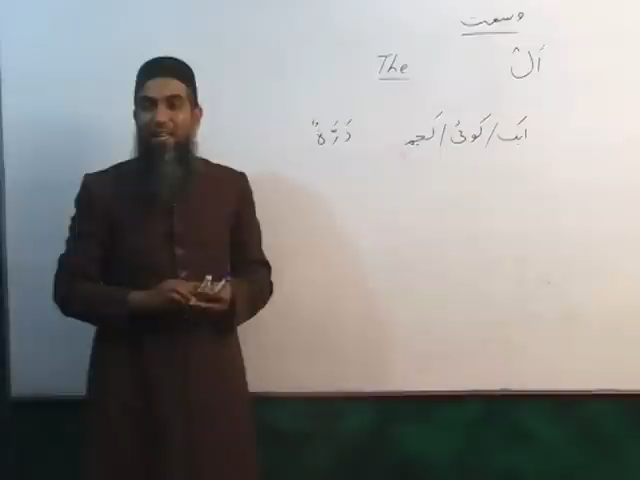 وسعت
اَلْ The
ایک/کوئی/کچھ ذَرَّةً